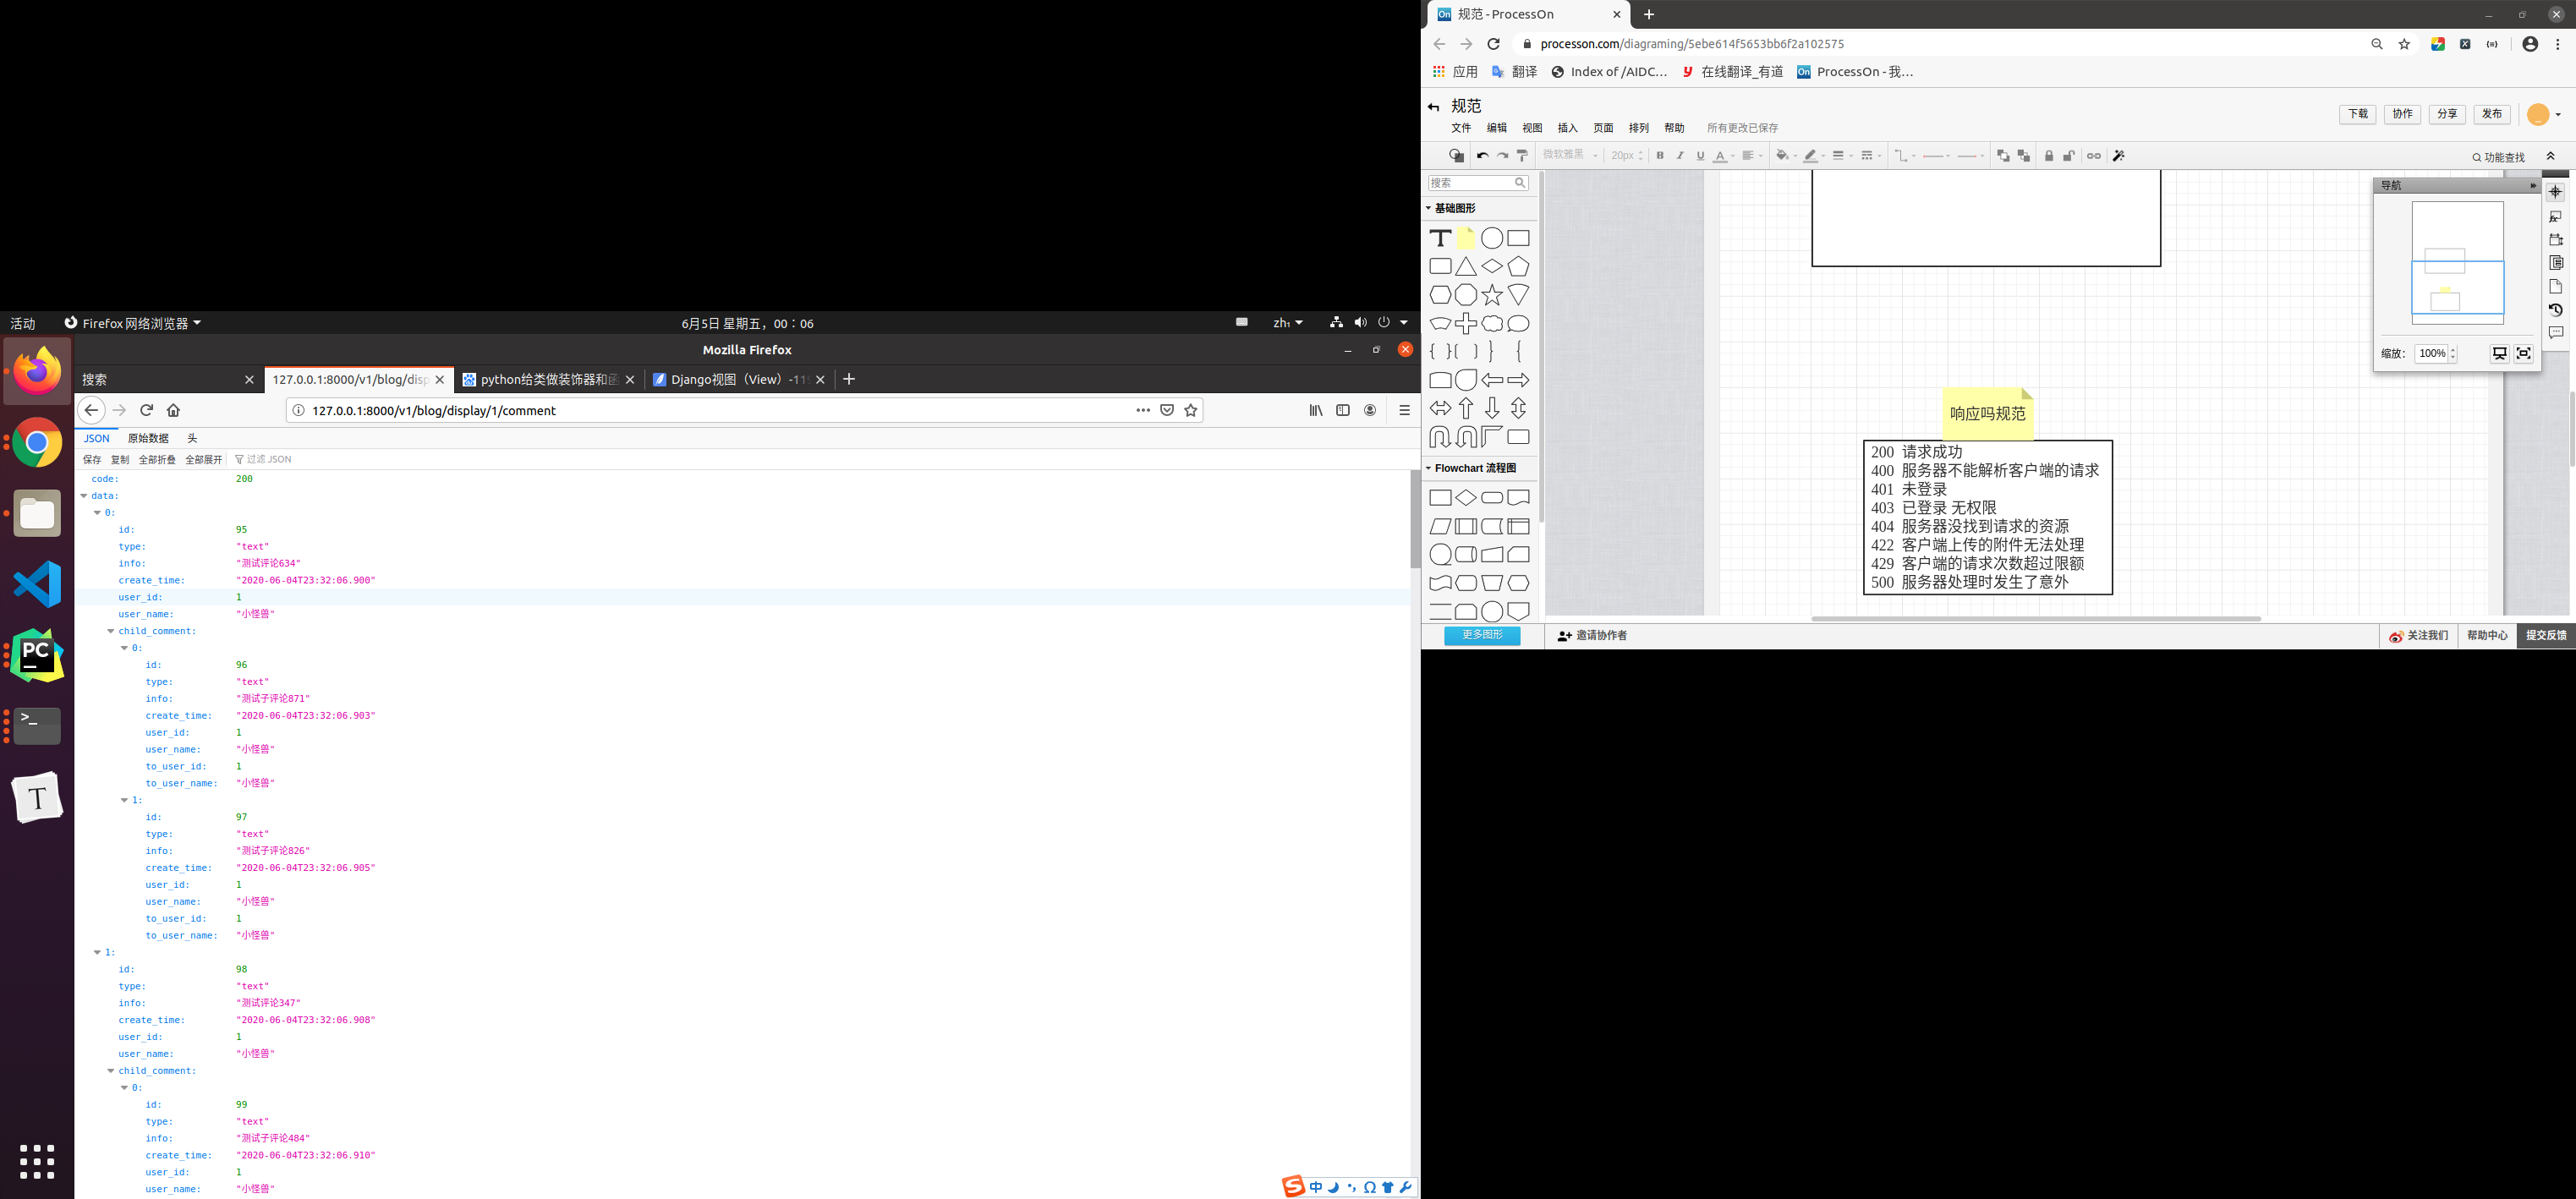 活动
Firefox 网络浏览器
6月5日 星期五，00：06
zh₁
Mozilla Firefox
搜索
127.0.0.1:8000/v1/blog/disp
python给类做装饰器和函
Django视图（View）-11
127.0.0.1:8000/v1/blog/display/1/comment
JSON 原始数据 头
保存 复制 全部折叠 全部展开 过滤 JSON
code: 200
data:
0:
id: 95
type: "text"
info: "测试评论634"
create_time: "2020-06-04T23:32:06.900"
user_id: 1
user_name: "小怪兽"
child_comment:
0:
id: 96
type: "text"
info: "测试子评论871"
create_time: "2020-06-04T23:32:06.903"
user_id: 1
user_name: "小怪兽"
to_user_id: 1
to_user_name: "小怪兽"
1:
id: 97
type: "text"
info: "测试子评论826"
create_time: "2020-06-04T23:32:06.905"
user_id: 1
user_name: "小怪兽"
to_user_id: 1
to_user_name: "小怪兽"
1:
id: 98
type: "text"
info: "测试评论347"
create_time: "2020-06-04T23:32:06.908"
user_id: 1
user_name: "小怪兽"
child_comment:
0:
id: 99
type: "text"
info: "测试子评论484"
create_time: "2020-06-04T23:32:06.910"
user_id: 1
user_name: "小怪兽"
PC
T
中
规范 - ProcessOn
processon.com/diagraming/5ebe614f5653bb6f2a102575
应用 翻译 Index of /AIDC... 在线翻译_有道 ProcessOn - 我...
规范
下载 协作 分享 发布
文件 编辑 视图 插入 页面 排列 帮助 所有更改已保存
微软雅黑 20px B I U A
功能查找
搜索
基础图形
导航
缩放： 100%
响应吗规范
200 请求成功
400 服务器不能解析客户端的请求
401 未登录
403 已登录 无权限
404 服务器没找到请求的资源
422 客户端上传的附件无法处理
429 客户端的请求次数超过限额
500 服务器处理时发生了意外
Flowchart 流程图
更多图形
邀请协作者
关注我们 帮助中心 提交反馈